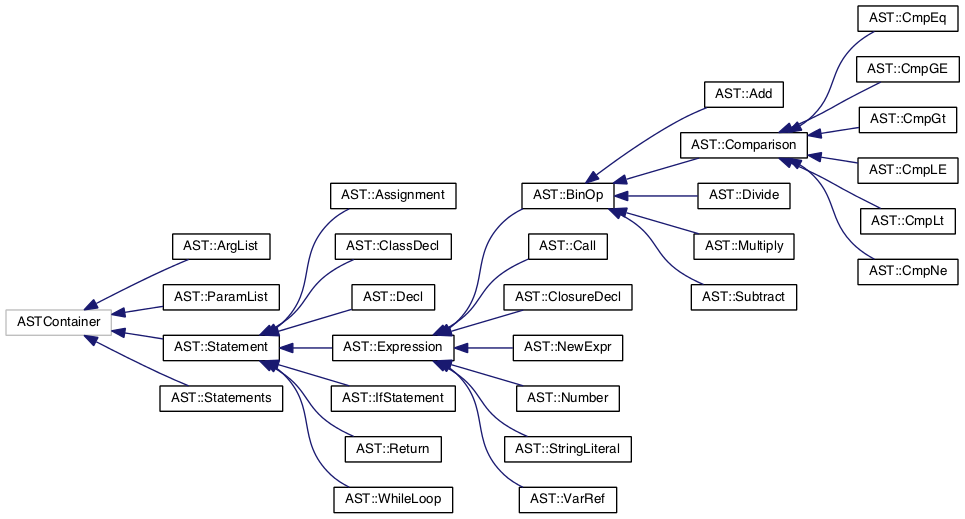 ASTContainer
AST::ArgList
AST::ParamList
AST::Statement
AST::Statements
AST::Assignment
AST::ClassDecl
AST::Decl
AST::Expression
AST::IfStatement
AST::Return
AST::WhileLoop
AST::BinOp
AST::Call
AST::ClosureDecl
AST::NewExpr
AST::Number
AST::StringLiteral
AST::VarRef
AST::Add
AST::Comparison
AST::Divide
AST::Multiply
AST::Subtract
AST::CmpEq
AST::CmpGE
AST::CmpGt
AST::CmpLE
AST::CmpLt
AST::CmpNe